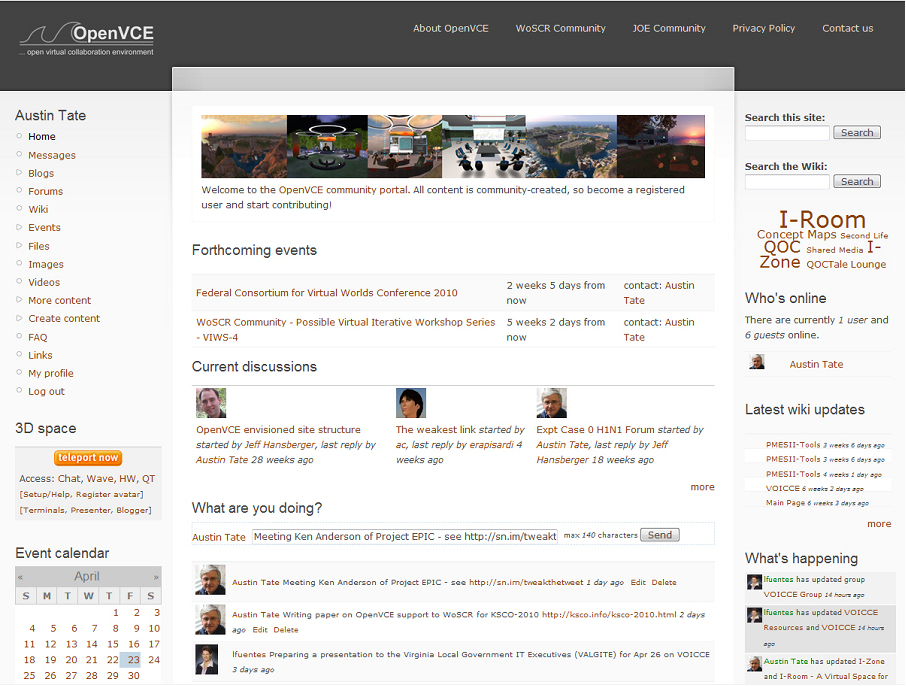 OpenVCE
... open virtual collaboration environment
About OpenVCE
WoSCR Community
JOE Community
Privacy Policy
Contact us
Austin Tate
Home
Messages
Blogs
Forums
Wiki
Events
Files
Images
Videos
More content
Create content
FAQ
Links
My profile
Log out
3D space
teleport now
Access: Chat, Wave, HW, QT
[Setup/Help, Register avatar]
[Terminals, Presenter, Blogger]
Event calendar
« April »
S M T W T F S
1 2 3
4 5 6 7 8 9 10
11 12 13 14 15 16 17
18 19 20 21 22 23 24
25 26 27 28 29 30
Welcome to the OpenVCE community portal. All content is community-created, so become a registered
user and start contributing!
Forthcoming events
Federal Consortium for Virtual Worlds Conference 2010
2 weeks 5 days from
now
contact: Austin
Tate
WoSCR Community - Possible Virtual Iterative Workshop Series
- VIWS-4
5 weeks 2 days from
now
contact: Austin
Tate
Current discussions
OpenVCE envisioned site structure
started by Jeff Hansberger, last reply by
Austin Tate 28 weeks ago
The weakest link started by
ac, last reply by erapisardi 4
weeks ago
Expt Case 0 H1N1 Forum started by
Austin Tate, last reply by Jeff
Hansberger 18 weeks ago
more
What are you doing?
Austin Tate
Meeting Ken Anderson of Project EPIC - see http://sn.im/tweakt
max 140 characters
Send
Austin Tate Meeting Ken Anderson of Project EPIC - see http://sn.im/tweakthetweet 1 day ago Edit Delete
Austin Tate Writing paper on OpenVCE support to WoSCR for KSCO-2010 http://ksco.info/ksco-2010.html 2 days
ago Edit Delete
lfuentes Preparing a presentation to the Virginia Local Government IT Executives (VALGITE) for Apr 26 on VOICCE
3 days ago
Search this site:
Search
Search the Wiki:
Search
I-Room
Concept Maps Second Life
QOC Shared Media I-
Zone QOCTale Lounge
Who's online
There are currently 1 user and
6 guests online.
Austin Tate
Latest wiki updates
PMESII-Tools 3 weeks 6 days ago
PMESII-Tools 3 weeks 6 days ago
PMESII-Tools 4 weeks 1 day ago
VOICCE 6 weeks 2 days ago
Main Page 6 weeks 3 days ago
more
What's happening
lfuentes has updated group
VOICCE Group 14 hours ago
lfuentes has updated VOICCE
Resources and VOICCE 14 hours
ago
Austin Tate has updated I-Zone
and I-Room - A Virtual Space for